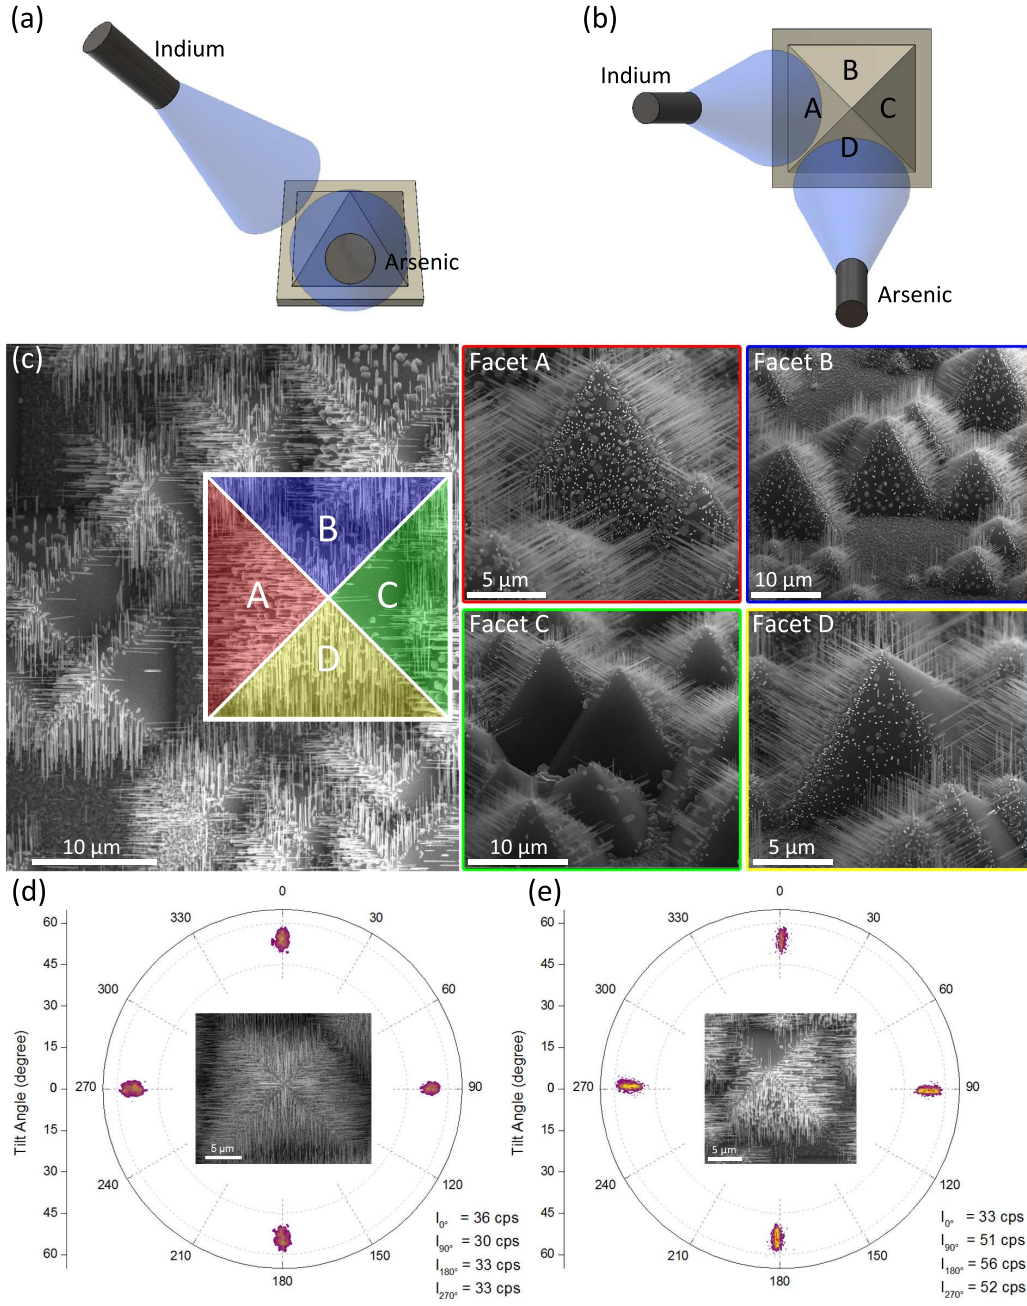 (a)
Indium
Arsenic
(b)
Indium
A
B
C
D
Arsenic
(c)
A
B
C
D
10 µm
Facet A
5 µm
Facet B
10 µm
Facet C
10 µm
Facet D
5 µm
(d)
Tilt Angle (degree)
60
45
30
15
0
15
30
45
60
0
30
60
90
120
150
180
210
240
270
300
330
5 µm
I0° = 36 cps
I90° = 30 cps
I180° = 33 cps
I270° = 33 cps
(e)
Tilt Angle (degree)
60
45
30
15
0
15
30
45
60
0
30
60
90
120
150
180
210
240
270
300
330
5 µm
I0° = 33 cps
I90° = 51 cps
I180° = 56 cps
I270° = 52 cps